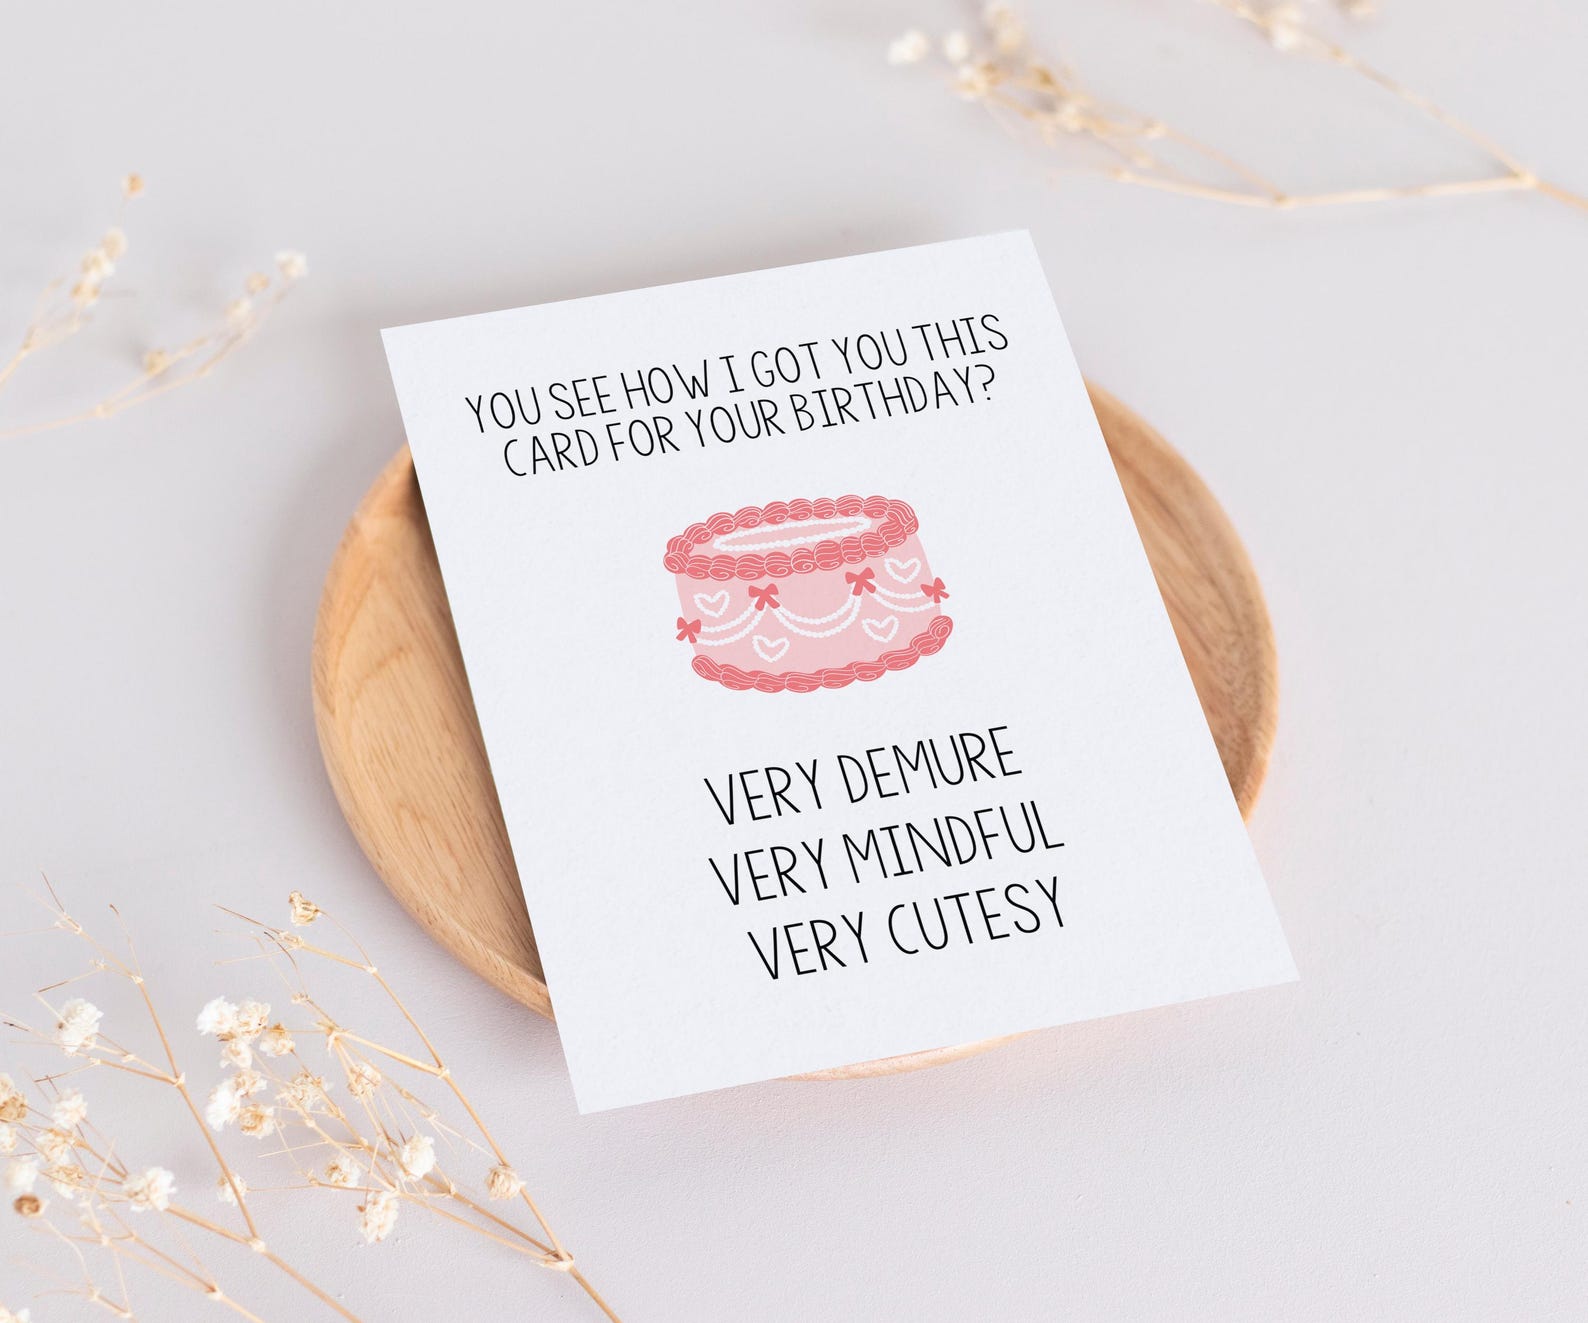 YOU SEE HOW I GOT YOU THIS
CARD FOR YOUR BIRTHDAY?
VERY DEMURE
VERY MINDFUL
VERY CUTESY